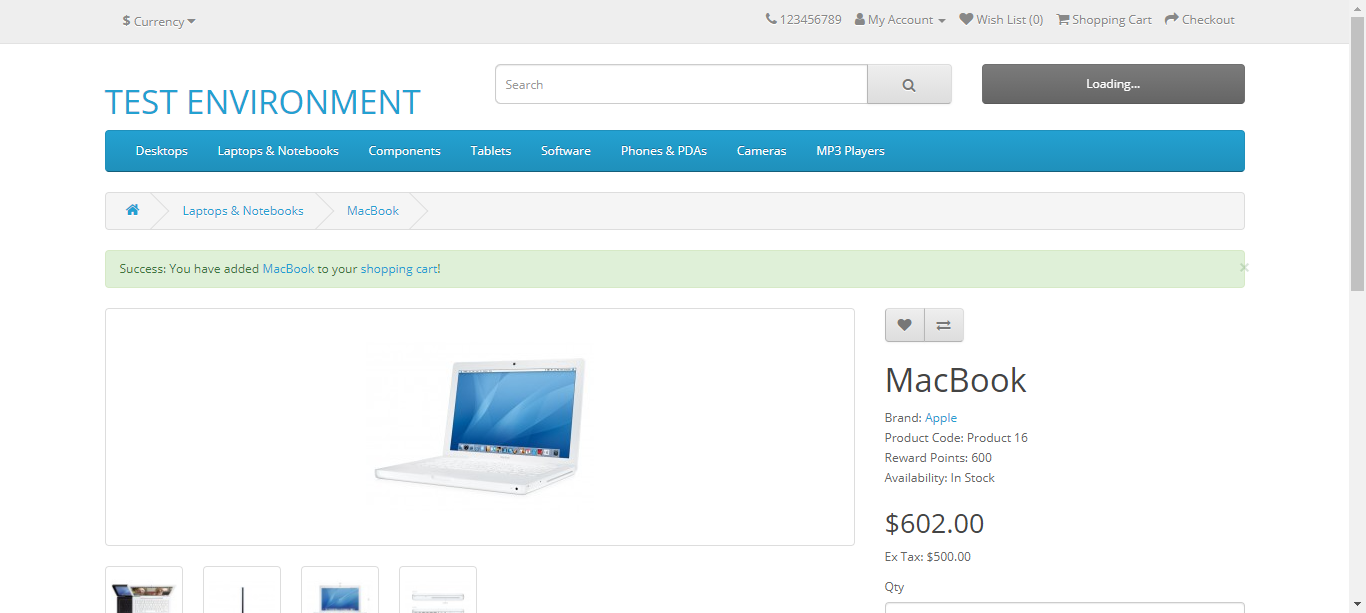 $ Currency
123456789 My Account Wish List (0) Shopping Cart Checkout
TEST ENVIRONMENT
Search
Loading...
Desktops Laptops & Notebooks Components Tablets Software Phones & PDAs Cameras MP3 Players
Laptops & Notebooks MacBook
Success: You have added MacBook to your shopping cart!
×
MacBook
Brand: Apple
Product Code: Product 16
Reward Points: 600
Availability: In Stock
$602.00
Ex Tax: $500.00
Qty